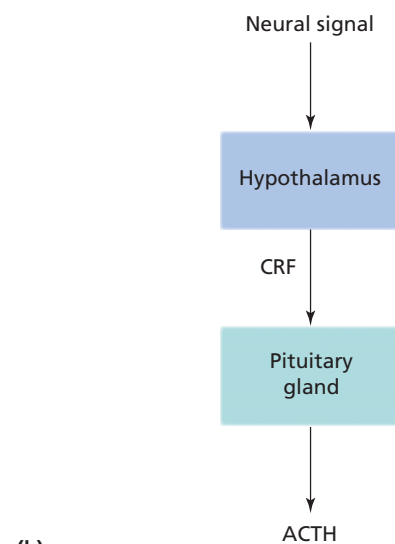 Neural signal
Hypothalamus
CRF
Pituitary
gland
ACTH